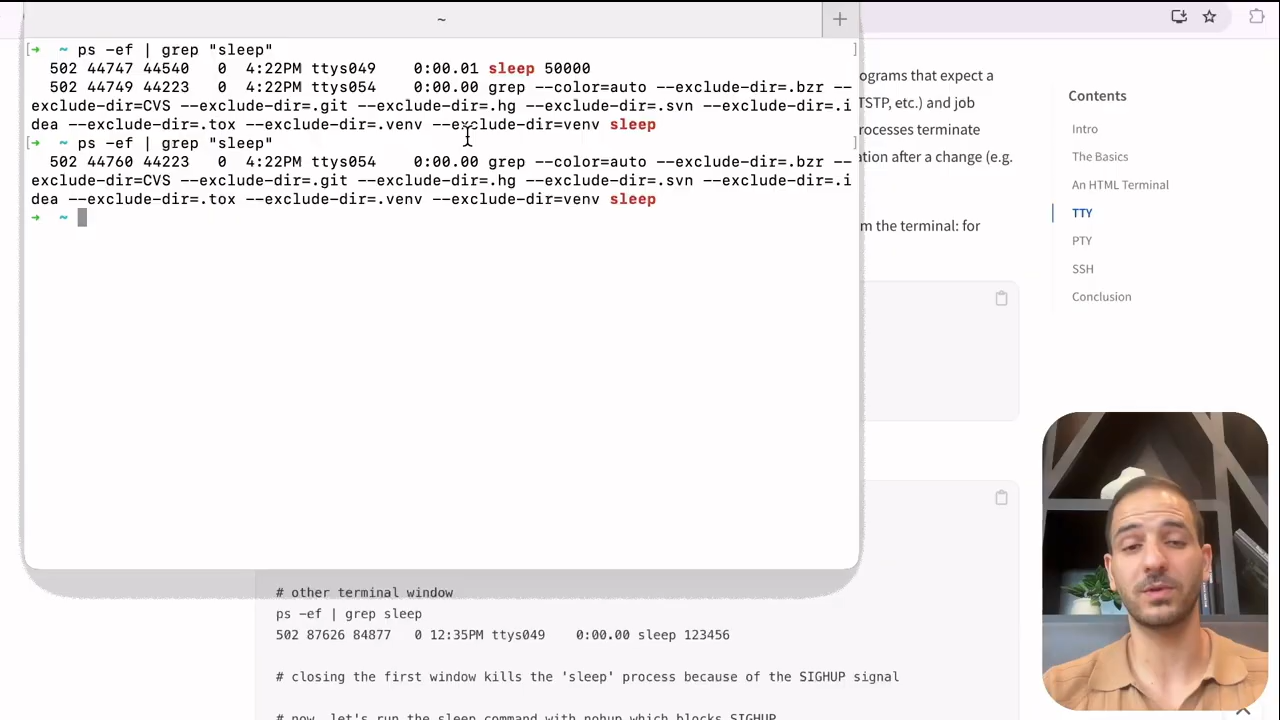 ~
[➜  ~ ps -ef | grep "sleep" ]
502 44747 44540   0  4:22PM ttys049    0:00.01 sleep 50000
502 44749 44223   0  4:22PM ttys054    0:00.00 grep --color=auto --exclude-dir=.bzr --
exclude-dir=CVS --exclude-dir=.git --exclude-dir=.hg --exclude-dir=.svn --exclude-dir=.i
dea --exclude-dir=.tox --exclude-dir=.venv --exclude-dir=venv sleep
[➜  ~ ps -ef | grep "sleep" ]
502 44760 44223   0  4:22PM ttys054    0:00.00 grep --color=auto --exclude-dir=.bzr --
exclude-dir=CVS --exclude-dir=.git --exclude-dir=.hg --exclude-dir=.svn --exclude-dir=.i
dea --exclude-dir=.tox --exclude-dir=.venv --exclude-dir=venv sleep
➜  ~
ograms that expect a
TSTP, etc.) and job
rocesses terminate
ation after a change (e.g.
m the terminal: for
# other terminal window
ps -ef | grep sleep
502 87626 84877   0 12:35PM ttys049    0:00.00 sleep 123456
# closing the first window kills the 'sleep' process because of the SIGHUP signal
# now, let's run the sleep command with nohup which blocks SIGHUP
Contents
Intro
The Basics
An HTML Terminal
TTY
PTY
SSH
Conclusion